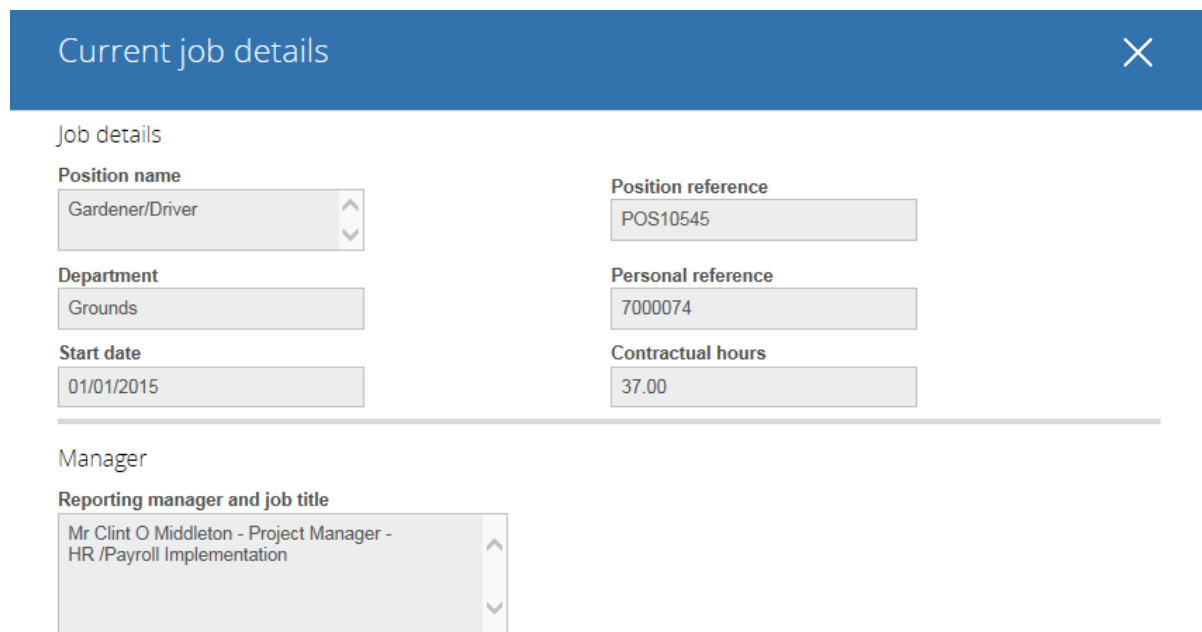 Current job details
Job details
Position name
Gardener/Driver
Position reference
POS10545
Department
Grounds
Personal reference
7000074
Start date
01/01/2015
Contractual hours
37.00
Manager
Reporting manager and job title
Mr Clint O Middleton - Project Manager -
HR /Payroll Implementation